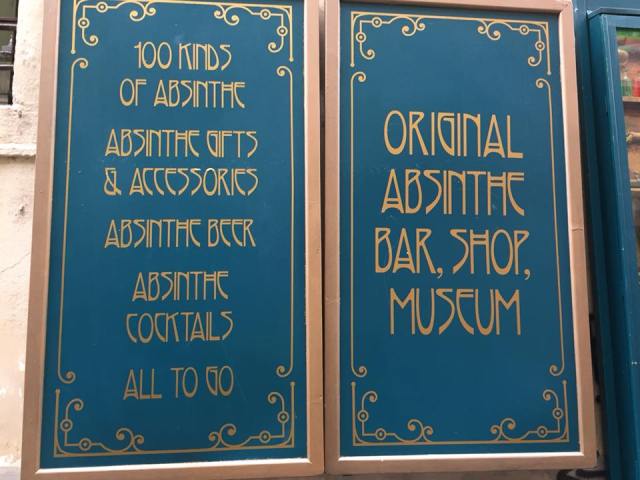 100 KINDS
OF ABSINTHE
ABSINTHE GIFTS
& ACCESSORIES
ABSINTHE BEER
ABSINTHE
COCKTAILS
ALL TO GO
ORIGINAL
ABSINTHE
BAR, SHOP,
MUSEUM